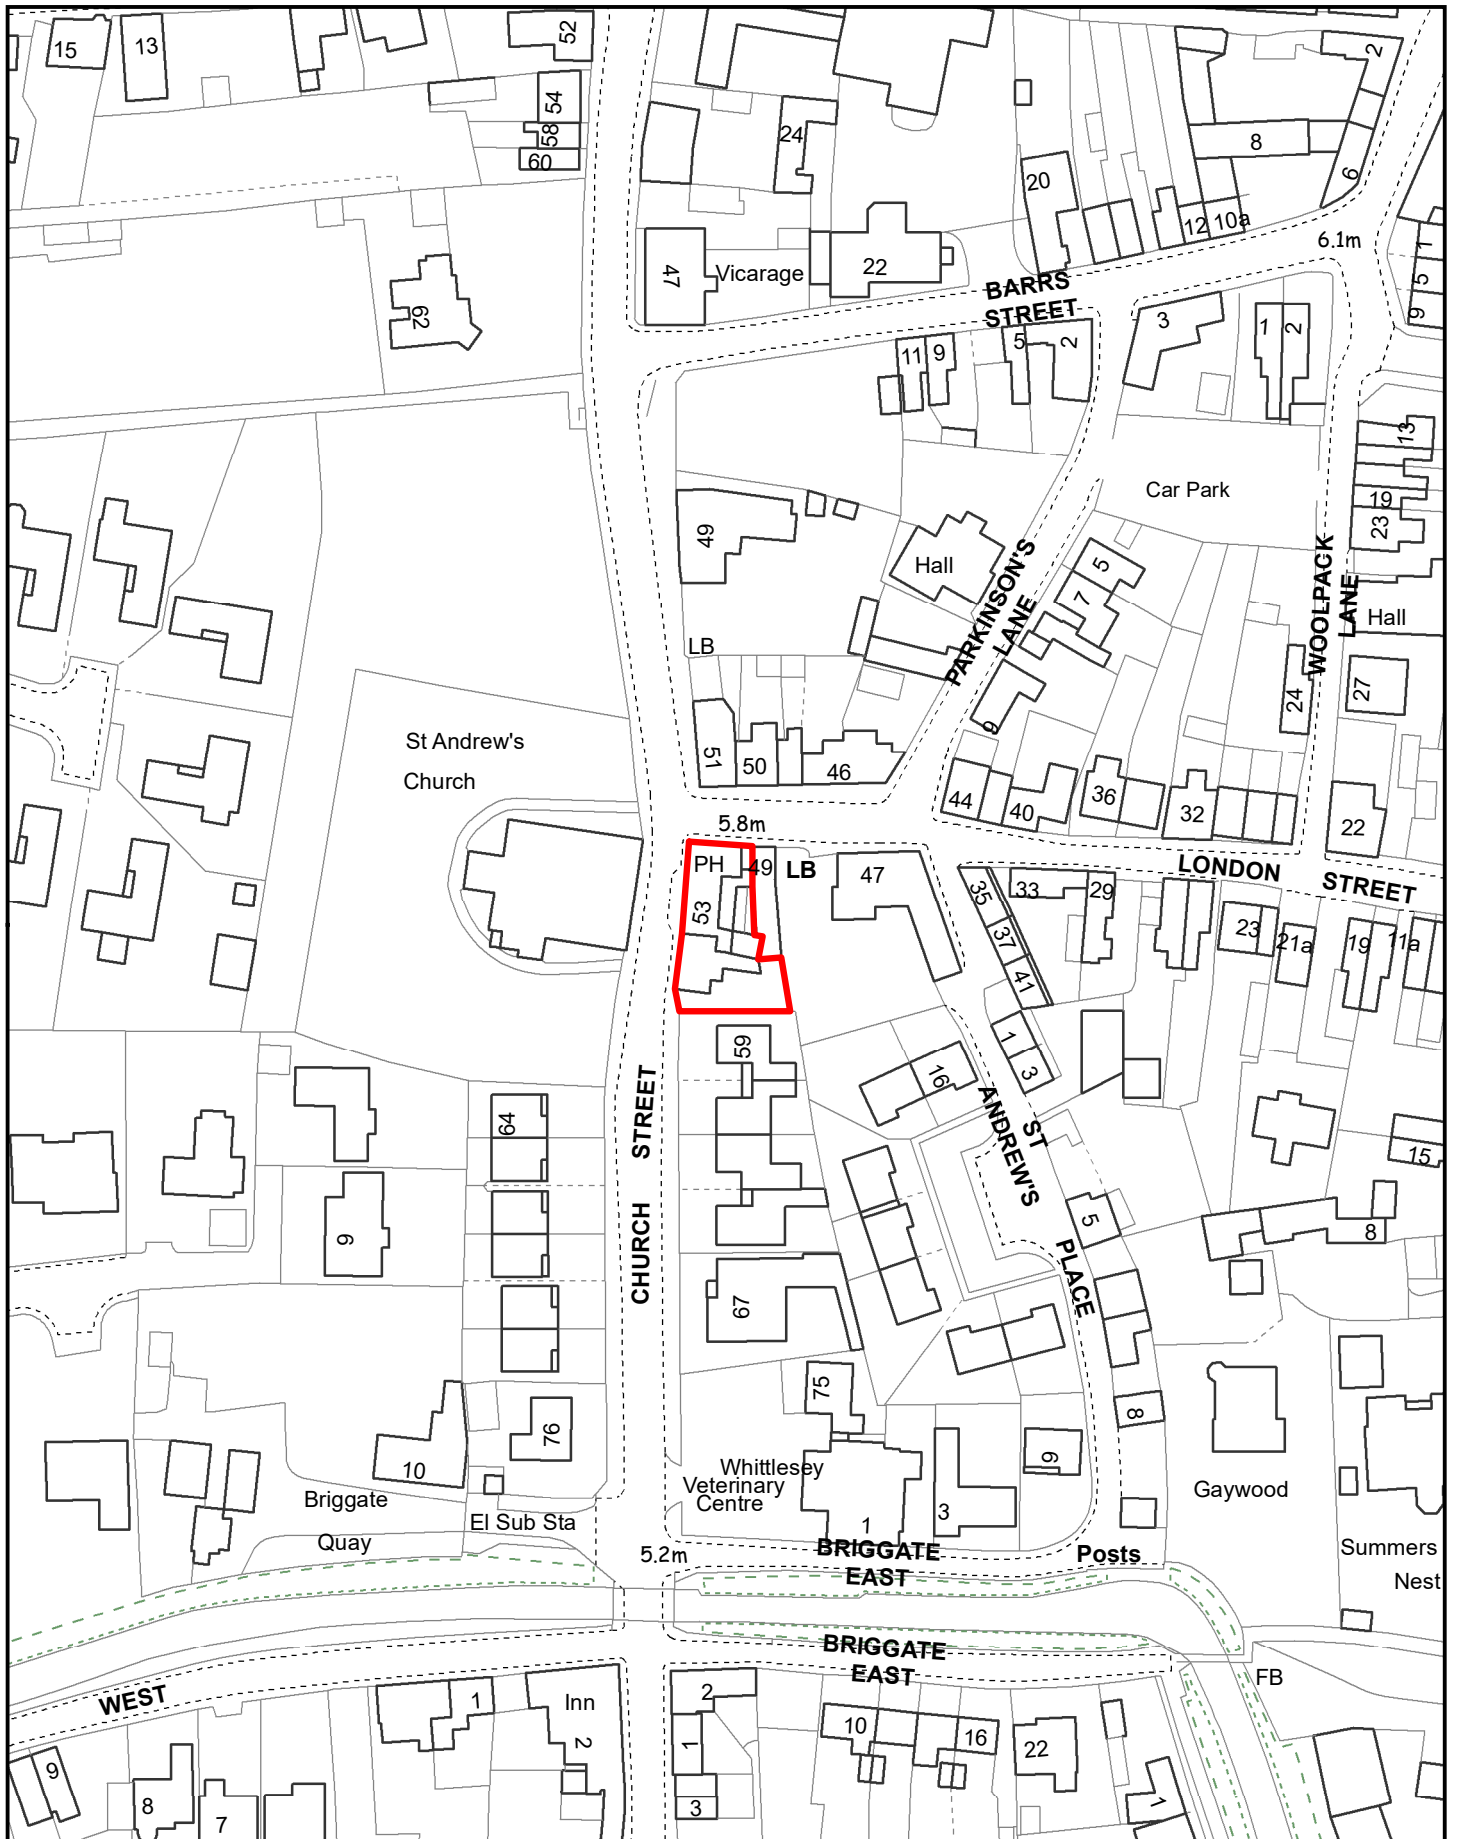 15
13
52
54
58
60
24
20
8
2
6
12
10a
6.1m
1
5
9
62
47
Vicarage
22
BARRS
STREET
3
1
2
11
9
5
2
13
19
23
Car Park
49
Hall
PARKINSON'S
LANE
5
7
9
WOOLPACK
LANE
Hall
24
27
LB
St Andrew's
Church
51
50
46
44
40
36
32
22
5.8m
PH
49
LB
47
53
LONDON
STREET
35
33
29
37
41
23
21a
19
11a
59
16
1
3
64
CHURCH STREET
ST
ANDREW'S
PLACE
15
9
5
8
67
75
8
76
10
9
Briggate
Quay
El Sub Sta
Whittlesey
Veterinary
Centre
1
3
Gaywood
5.2m
BRIGGATE
EAST
Posts
Summers
Nest
BRIGGATE
EAST
FB
WEST
1
Inn
2
2
1
3
10
16
22
1
9
8
7